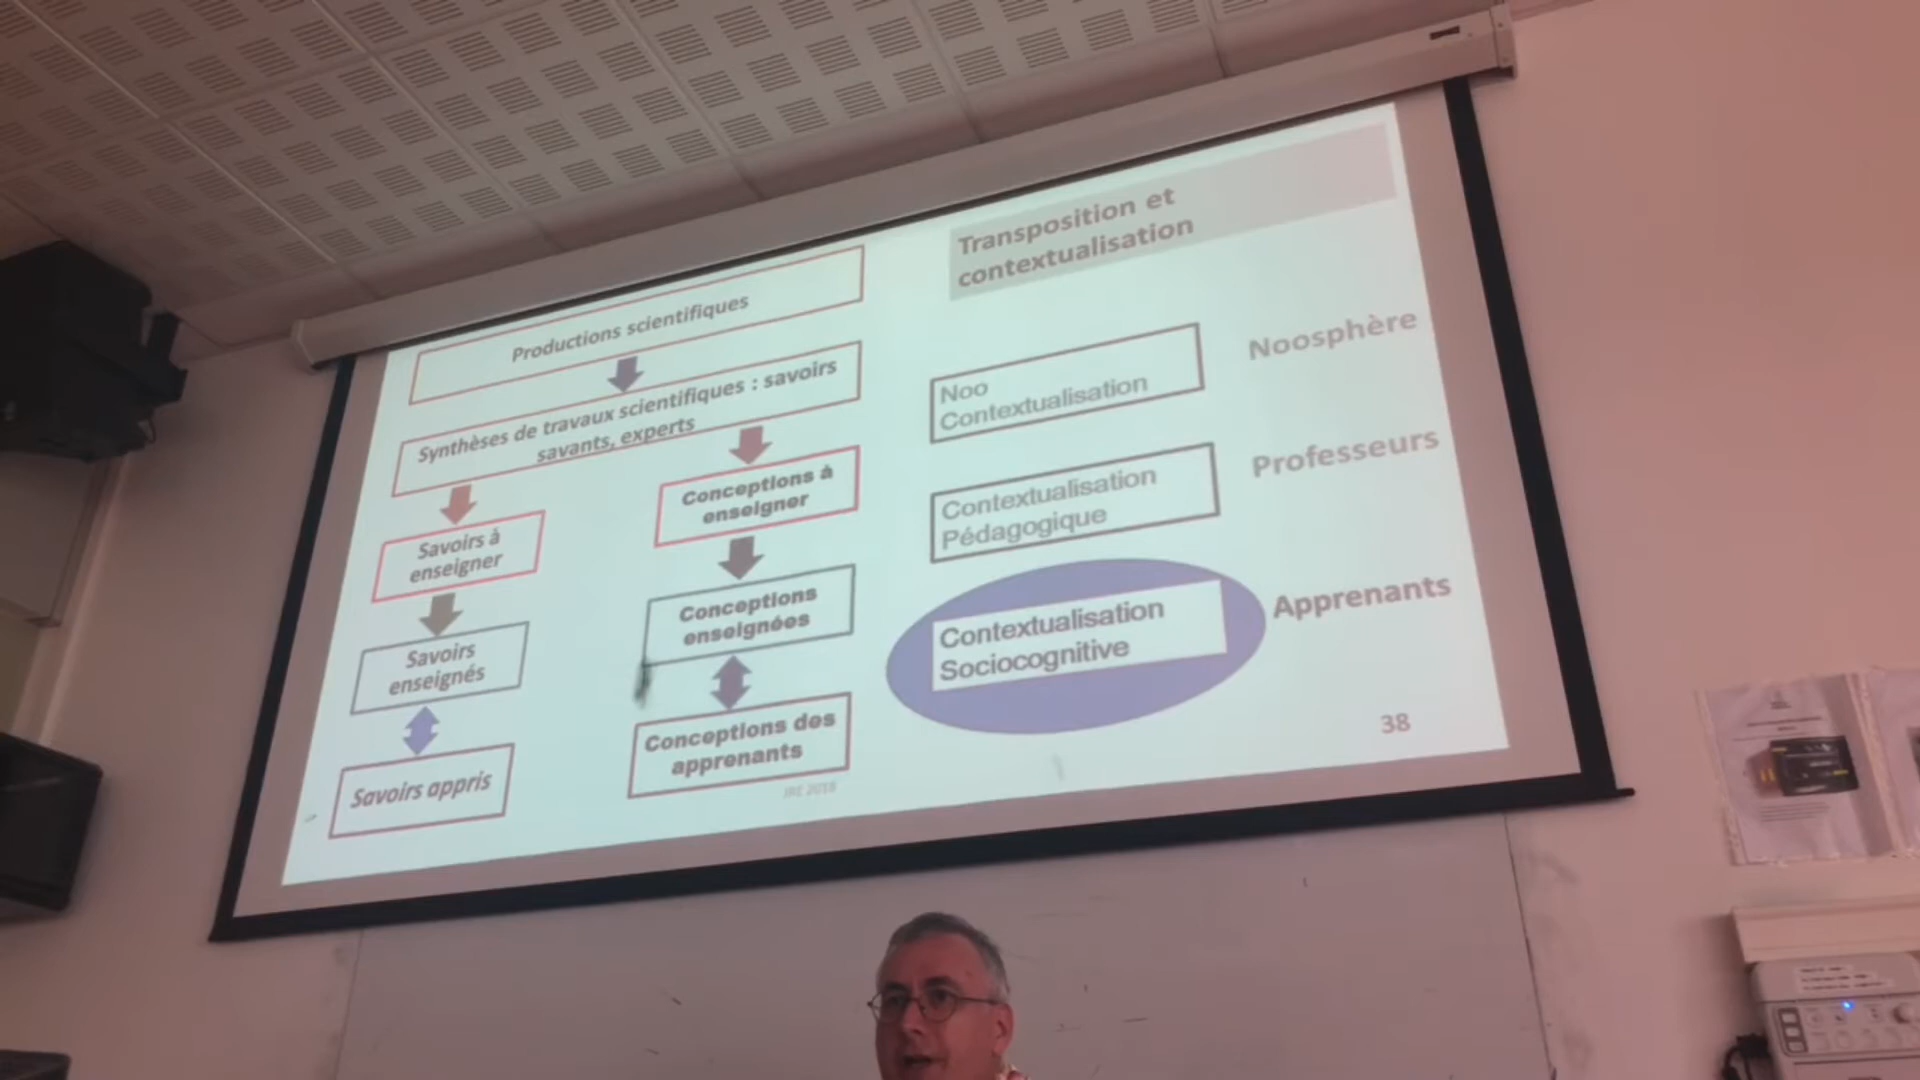 Transposition et
contextualisation
Productions scientifiques
Synthèses de travaux scientifiques : savoirs
savants, experts
Savoirs à
enseigner
Savoirs
enseignés
Savoirs appris
Conceptions à
enseigner
Conceptions
enseignées
Conceptions des
apprenants
Noo
Contextualisation
Noosphère
Contextualisation
Pédagogique
Professeurs
Contextualisation
Sociocognitive
Apprenants
38